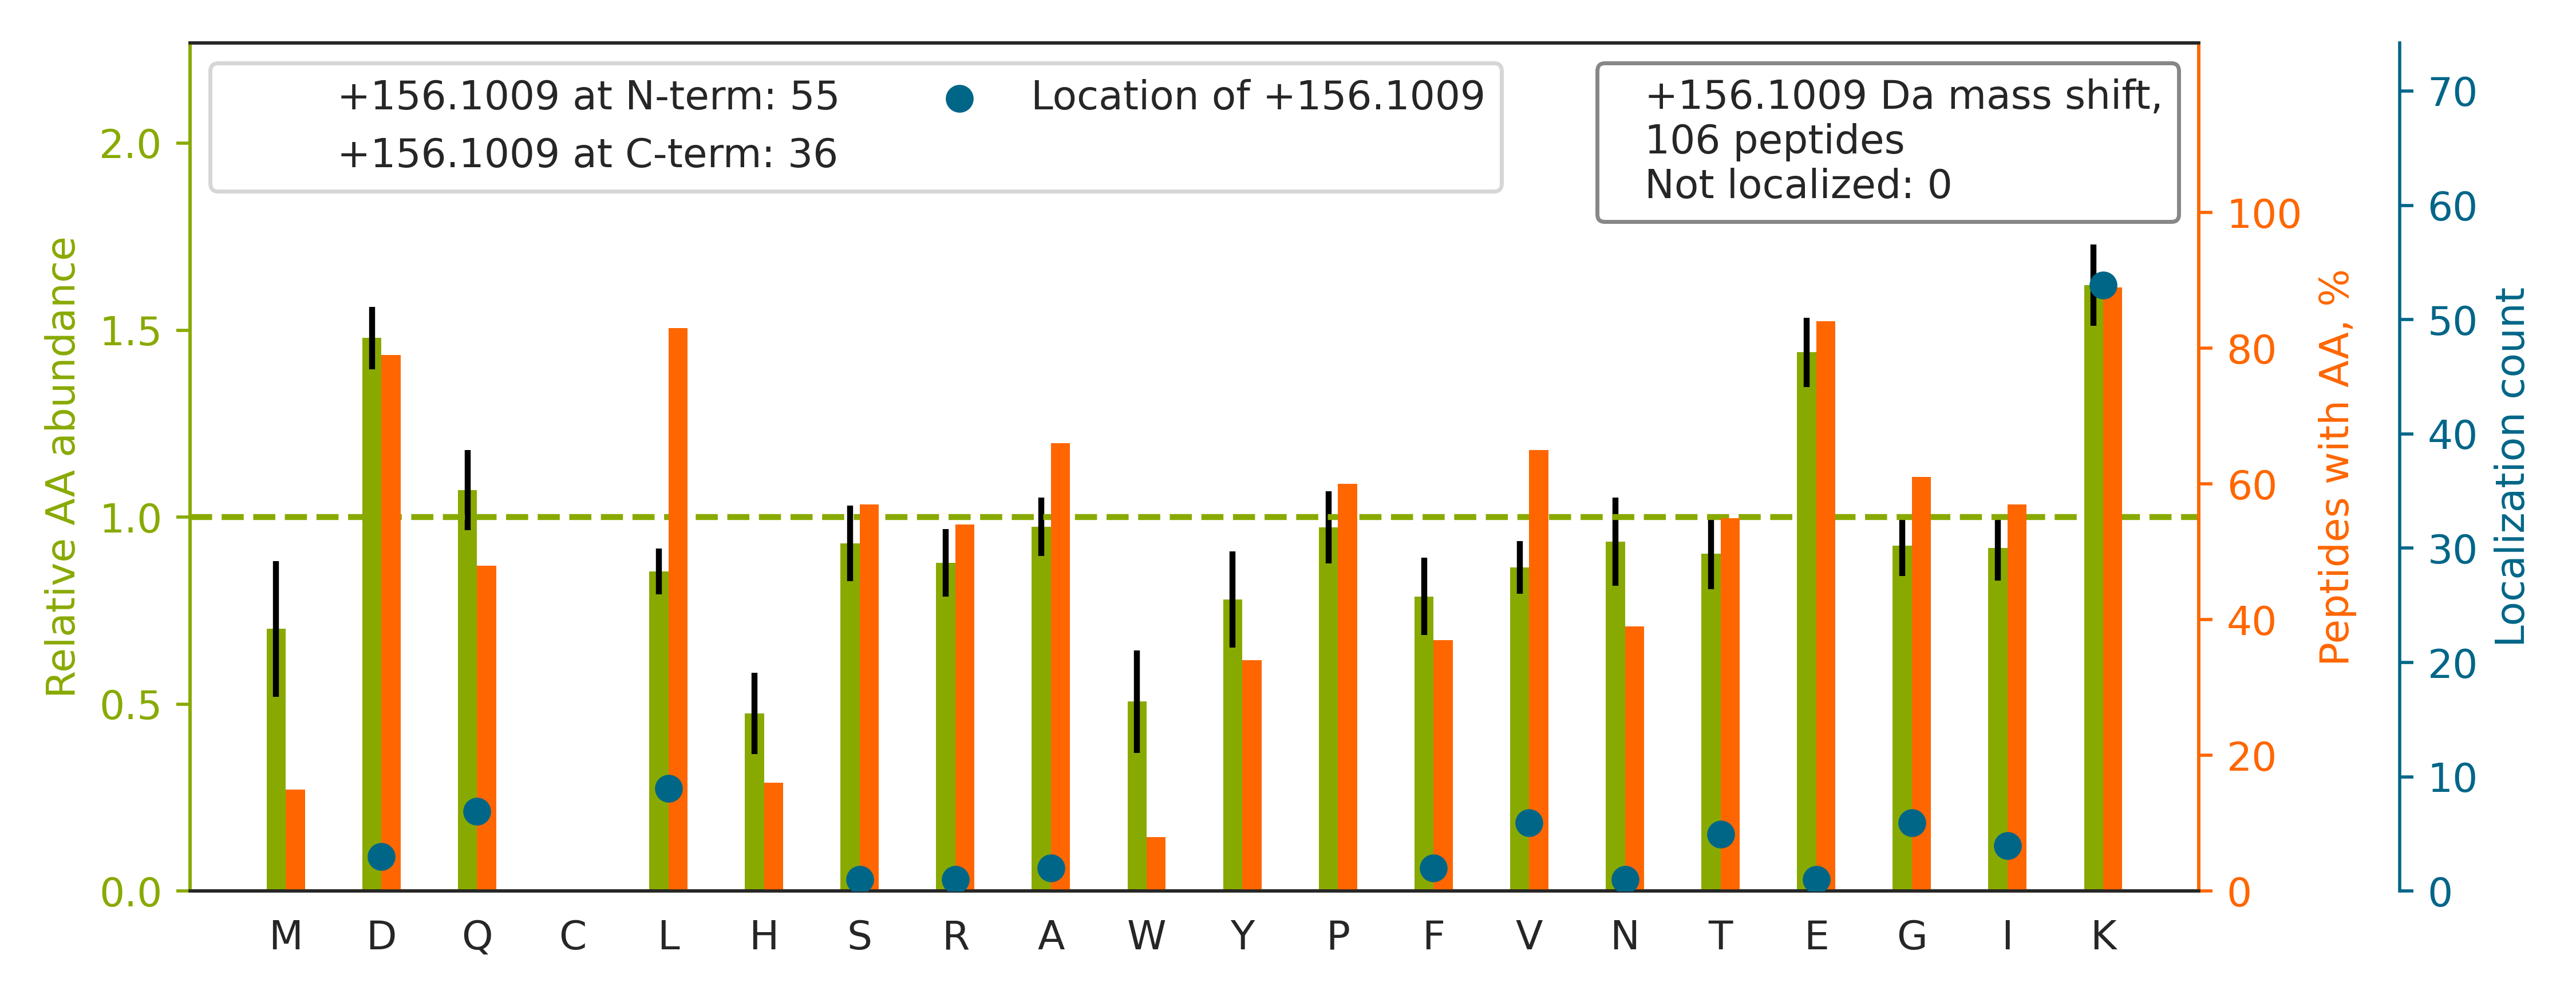 +156.1009 at N-term: 55
+156.1009 at C-term: 36
Location of +156.1009
+156.1009 Da mass shift,
106 peptides
Not localized: 0
Relative AA abundance
2.0
1.5
1.0
0.5
0.0
M D Q C L H S R A W Y P F V N T E G I K
100
80
60
40
20
0
Peptides with AA, %
70
60
50
40
30
20
10
0
Localization count